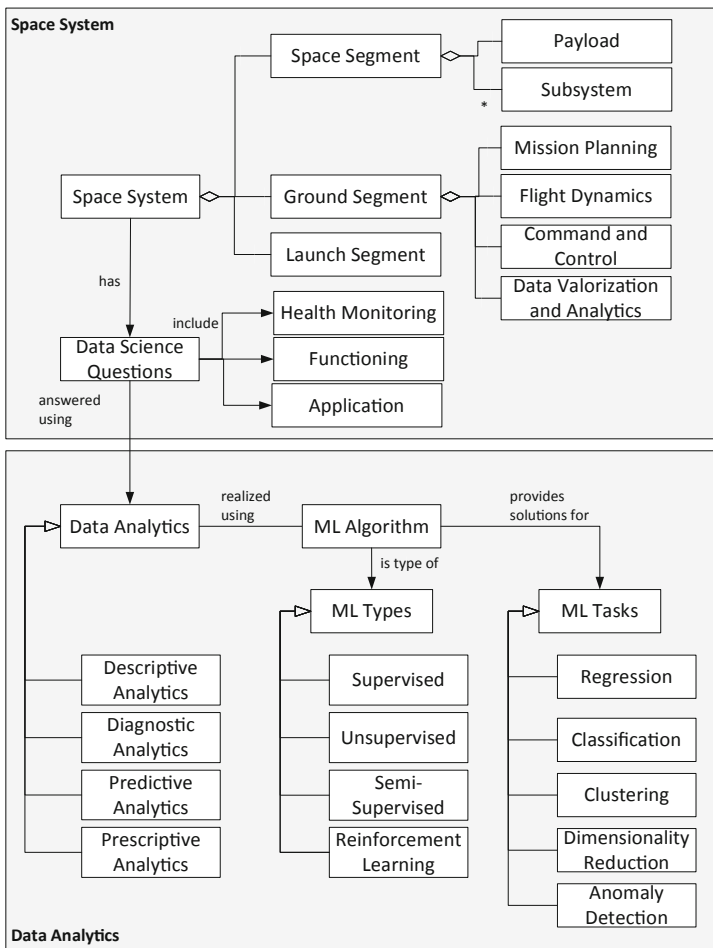 Space System
Space Segment
Payload
Subsystem
*
Space System
Ground Segment
Launch Segment
Mission Planning
Flight Dynamics
Command and
Control
Data Valorization
and Analytics
has
include
Data Science
Questions
Health Monitoring
Functioning
Application
answered
using
Data Analytics
realized
using
ML Algorithm
provides
solutions for
is type of
ML Types
ML Tasks
Descriptive
Analytics
Diagnostic
Analytics
Predictive
Analytics
Prescriptive
Analytics
Supervised
Unsupervised
Semi-
Supervised
Reinforcement
Learning
Regression
Classification
Clustering
Dimensionality
Reduction
Anomaly
Detection
Data Analytics